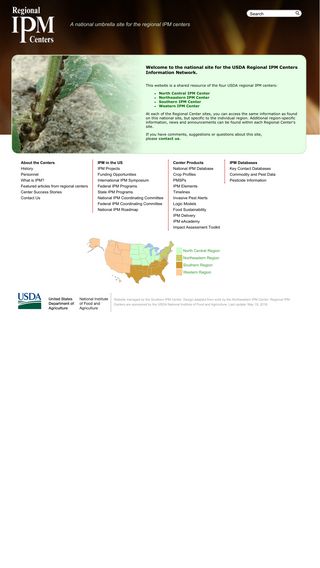 Regional
IPM
Centers
A national umbrella site for the regional IPM centers
Search
Welcome to the national site for the USDA Regional IPM Centers
Information Network.
This website is a shared resource of the four USDA regional IPM centers:
North Central IPM Center
Northeastern IPM Center
Southern IPM Center
Western IPM Center
At each of the Regional Center sites, you can access the same information as found
on this national site, but specific to the individual region. Additional region-specific
information, news and announcements can be found within each Regional Center's
site.
If you have comments, suggestions or questions about this site,
please contact us.
About the Centers
History
Personnel
What is IPM?
Featured articles from regional centers
Center Success Stories
Contact Us
IPM in the US
IPM Projects
Funding Opportunities
International IPM Symposium
Federal IPM Programs
State IPM Programs
National IPM Coordinating Committee
Federal IPM Coordinating Committee
National IPM Roadmap
Center Products
National IPM Database
Crop Profiles
PMSPs
IPM Elements
Timelines
Invasive Pest Alerts
Logic Models
Food Sustainability
IPM Delivery
IPM eAcademy
Impact Assessment Toolkit
IPM Databases
Key Contact Databases
Commodity and Pest Data
Pesticide Information
North Central Region
Northeastern Region
Southern Region
Western Region
USDA
United States
Department of
Agriculture
National Institute
of Food and
Agriculture
Website managed by the Southern IPM Center. Design adapted from work by the Northeastern IPM Center. Regional IPM
Centers are sponsored by the USDA National Institute of Food and Agriculture. Last update: May 18, 2018